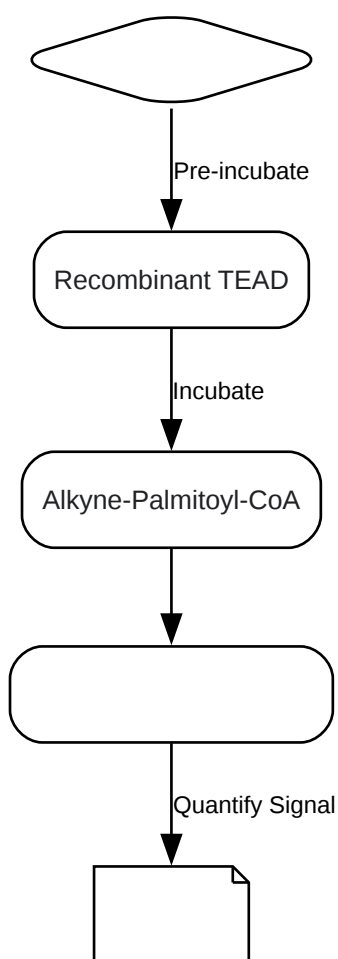 Pre-incubate
Recombinant TEAD
Incubate
Alkyne-Palmitoyl-CoA
Quantify Signal